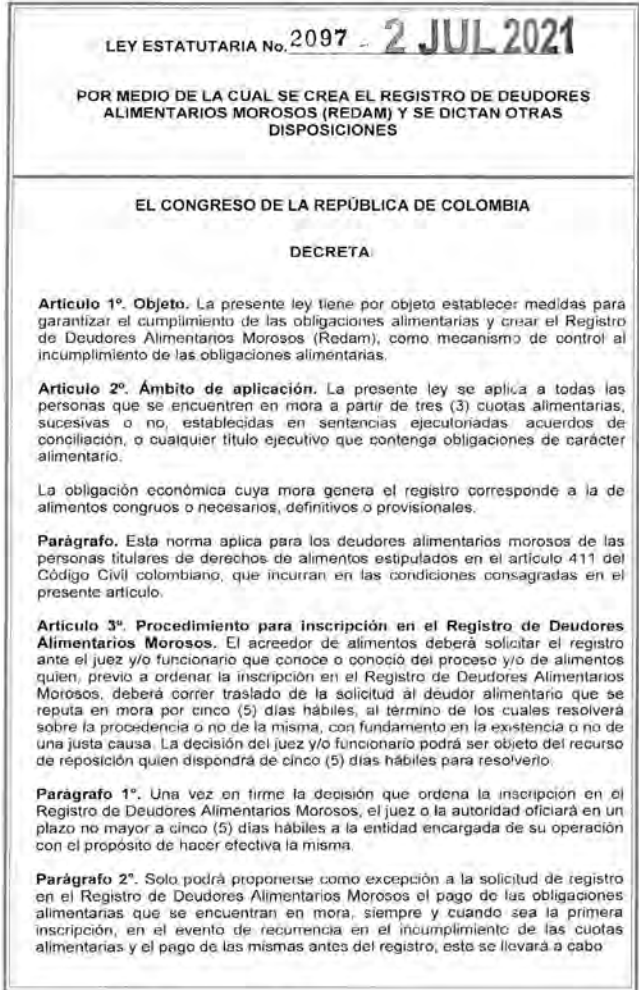 LEY ESTATUTARIA No. 2097 - 2 JUL 2021
POR MEDIO DE LA CUAL SE CREA EL REGISTRO DE DEUDORES
ALIMENTARIOS MOROSOS (REDAM) Y SE DICTAN OTRAS
DISPOSICIONES
EL CONGRESO DE LA REPÚBLICA DE COLOMBIA
DECRETA:
Artículo 1º. Objeto. La presente ley tiene por objeto establecer medidas para
garantizar el cumplimiento de las obligaciones alimentarias y crear el Registro
de Deudores Alimentarios Morosos (Redam), como mecanismo de control al
incumplimiento de las obligaciones alimentarias.
Artículo 2º. Ámbito de aplicación. La presente ley se aplica a todas las
personas que se encuentren en mora a partir de tres (3) cuotas alimentarias,
sucesivas o no, establecidas en sentencias ejecutoriadas acuerdos de
conciliación, o cualquier título ejecutivo que contenga obligaciones de carácter
alimentario.
La obligación económica cuya mora genera el registro corresponde a la de
alimentos congruos o necesarios, definitivos o provisionales.
Parágrafo. Esta norma aplica para los deudores alimentarios morosos de las
personas titulares de derechos de alimentos estipulados en el artículo 411 del
Código Civil colombiano, que incurran en las condiciones consagradas en el
presente artículo.
Artículo 3º. Procedimiento para inscripción en el Registro de Deudores
Alimentarios Morosos. El acreedor de alimentos deberá solicitar el registro
ante el juez y/o funcionario que conoce o conoció del proceso y/o de alimentos
quien, previo a ordenar la inscripción en el Registro de Deudores Alimentarios
Morosos, deberá correr traslado de la solicitud al deudor alimentario que se
reputa en mora por cinco (5) días hábiles, al término de los cuales resolverá
sobre la procedencia o no de la misma, con fundamento en la existencia o no de
una justa causa. La decisión del juez y/o funcionario podrá ser objeto del recurso
de reposición quien dispondrá de cinco (5) días hábiles para resolverlo.
Parágrafo 1º. Una vez en firme la decisión que ordena la inscripción en el
Registro de Deudores Alimentarios Morosos, el juez o la autoridad oficiará en un
plazo no mayor a cinco (5) días hábiles a la entidad encargada de su operación
con el propósito de hacer efectiva la misma.
Parágrafo 2º. Solo podrá proponerse como excepción a la solicitud de registro
en el Registro de Deudores Alimentarios Morosos el pago de las obligaciones
alimentarias que se encuentran en mora, siempre y cuando sea la primera
inscripción, en el evento de recurrencia en el incumplimiento de las cuotas
alimentarias y el pago de las mismas antes del registro, este se llevará a cabo